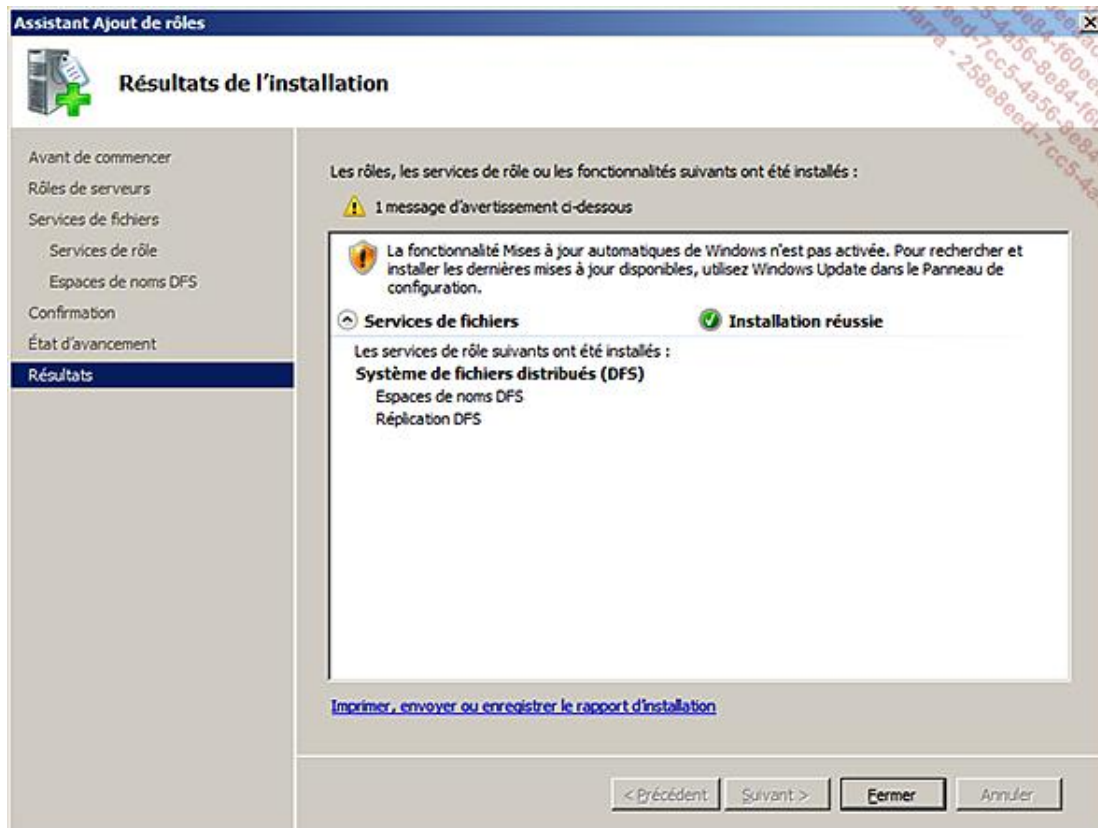 Assistant Ajout de rôles
Résultats de l'installation
Avant de commencer
Rôles de serveurs
Services de fichiers
Services de rôle
Espaces de noms DFS
Confirmation
État d'avancement
Résultats
Les rôles, les services de rôle ou les fonctionnalités suivants ont été installés :
1 message d'avertissement ci-dessous
La fonctionnalité Mises à jour automatiques de Windows n'est pas activée. Pour rechercher et
installer les dernières mises à jour disponibles, utilisez Windows Update dans le Panneau de
configuration.
Services de fichiers
Installation réussie
Les services de rôle suivants ont été installés :
Système de fichiers distribués (DFS)
Espaces de noms DFS
Réplication DFS
Imprimer, envoyer ou enregistrer le rapport d'installation
< Précédent
Suivant >
Fermer
Annuler